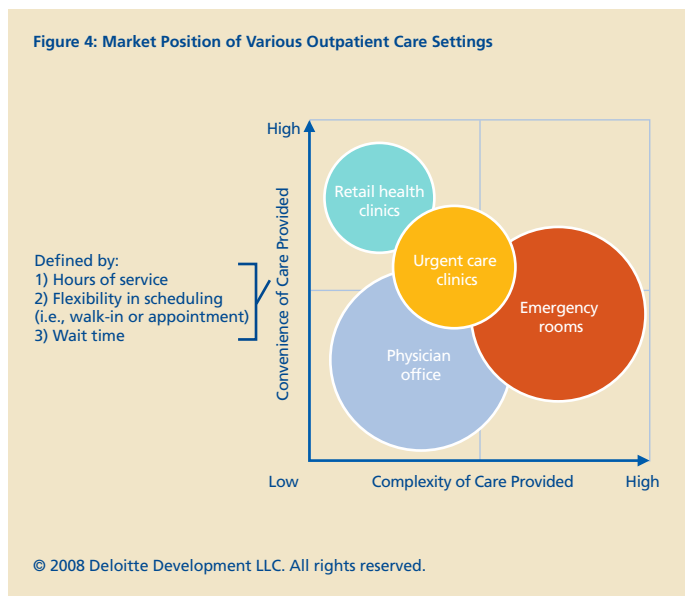 Figure 4: Market Position of Various Outpatient Care Settings
High
Retail health
clinics
Urgent care
clinics
Emergency
rooms
Physician
office
Convenience of Care Provided
Defined by:
1) Hours of service
2) Flexibility in scheduling
(i.e., walk-in or appointment)
3) Wait time
Low
Complexity of Care Provided
High
© 2008 Deloitte Development LLC. All rights reserved.